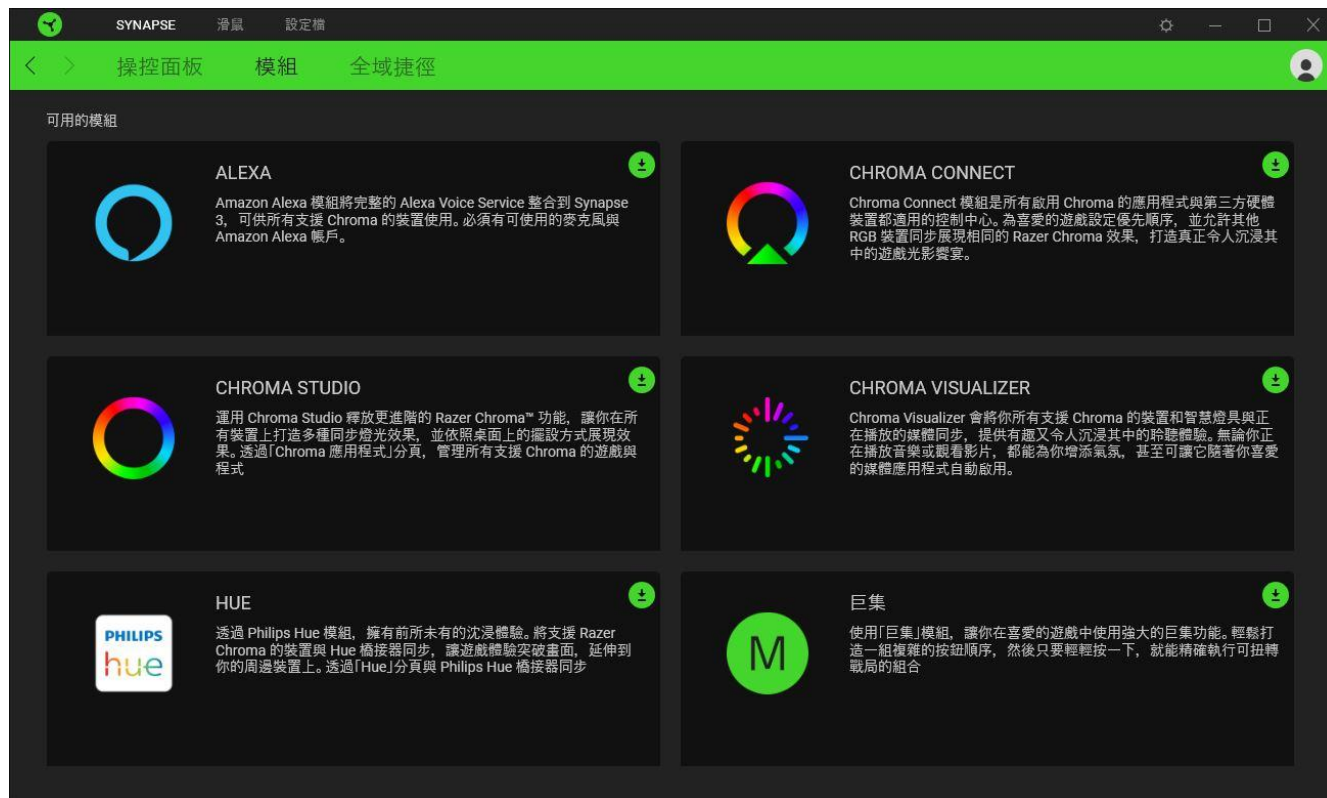 SYNAPSE 滑鼠 設定檔
操控面板 模組 全域捷徑
可用的模組
ALEXA
Amazon Alexa 模組將完整的 Alexa Voice Service 整合到 Synapse
3，可供所有支援 Chroma 的裝置使用。必須有可使用的麥克風與
Amazon Alexa 帳戶。
CHROMA CONNECT
Chroma Connect 模組是所有啟用 Chroma 的應用程式與第三方硬體
裝置都適用的控制中心。為喜愛的遊戲設定優先順序，並允許其他
RGB 裝置同步展現相同的 Razer Chroma 效果，打造真正令人沉浸其
中的遊戲光影饗宴。
CHROMA STUDIO
運用 Chroma Studio 釋放更進階的 Razer Chroma™ 功能，讓你在所
有裝置上打造多種同步燈光效果，並依照桌面上的擺設方式展現效
果。透過「Chroma 應用程式」分頁，管理所有支援 Chroma 的遊戲與
程式
CHROMA VISUALIZER
Chroma Visualizer 會將你所有支援 Chroma 的裝置和智慧燈具與正
在播放的媒體同步，提供有趣又令人沉浸其中的聆聽體驗。無論你正
在播放音樂或觀看影片，都能為你增添氣氛，甚至可讓它隨著你喜愛
的媒體應用程式自動啟用。
PHILIPS
hue
HUE
透過 Philips Hue 模組，擁有前所未有的沈浸體驗。將支援 Razer
Chroma 的裝置與 Hue 橋接器同步，讓遊戲體驗突破畫面，延伸到
你的周邊裝置上。透過「Hue」分頁與 Philips Hue 橋接器同步
M
巨集
使用「巨集」模組，讓你在喜愛的遊戲中使用強大的巨集功能。輕鬆打
造一組複雜的按鈕順序，然後只要輕輕按一下，就能精確執行可扭轉
戰局的組合